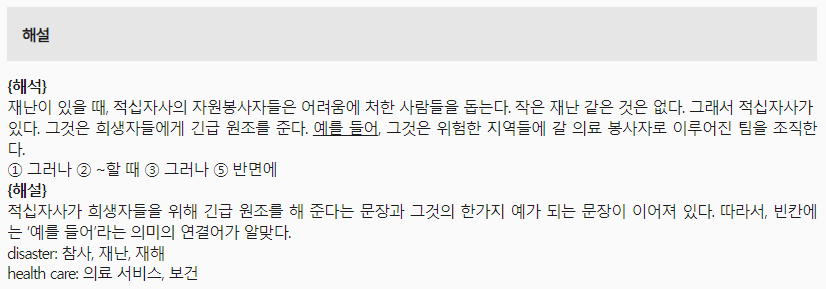 해설
{해석}
재난이 있을 때, 적십자사의 자원봉사자들은 어려움에 처한 사람들을 돕는다. 작은 재난 같은 것은 없다. 그래서 적십자사가
있다. 그것은 희생자들에게 긴급 원조를 준다. 예를 들어, 그것은 위험한 지역들에 갈 의료 봉사자로 이루어진 팀을 조직한
다.
① 그러나 ② ~할 때 ③ 그러나 ⑤ 반면에
{해설}
적십자사가 희생자들을 위해 긴급 원조를 해 준다는 문장과 그것의 한가지 예가 되는 문장이 이어져 있다. 따라서, 빈칸에
는 ‘예를 들어’라는 의미의 연결어가 알맞다.
disaster: 참사, 재난, 재해
health care: 의료 서비스, 보건